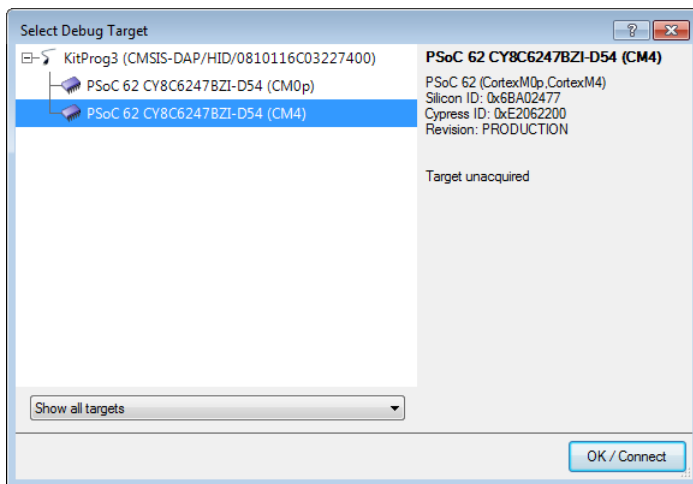 Select Debug Target
KitProg3 (CMSIS-DAP/HID/0810116C03227400)
PSoC 62 CY8C6247BZI-D54 (CM0p)
PSoC 62 CY8C6247BZI-D54 (CM4)
PSoC 62 CY8C6247BZI-D54 (CM4)
PSoC 62 (CortexM0p,CortexM4)
Silicon ID: 0x6BA02477
Cypress ID: 0xE2062200
Revision: PRODUCTION
Target unacquired
Show all targets
OK / Connect